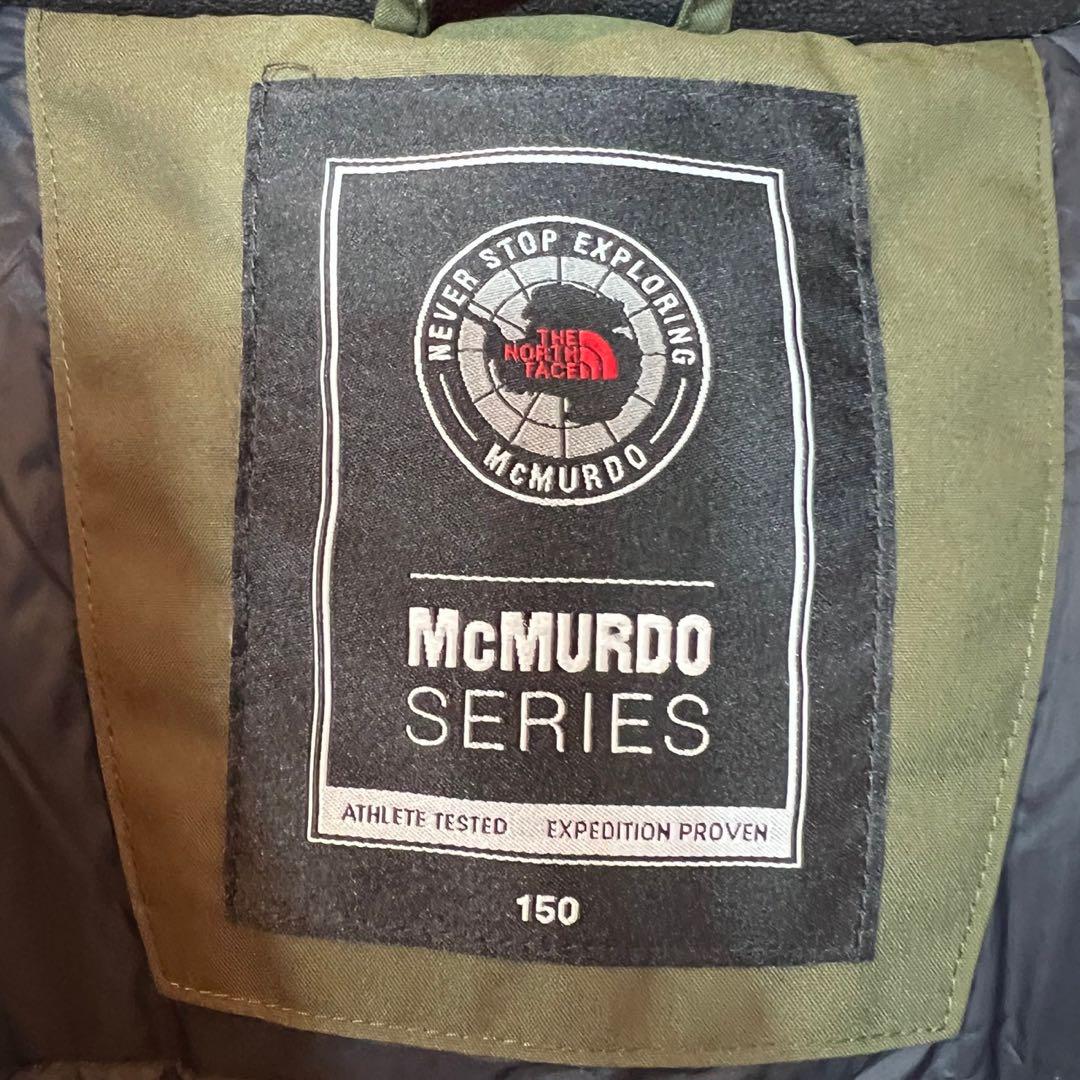 NEVER STOP EXPLORING
THE
NORTH
FACE
McMURDO
McMURDO
SERIES
ATHLETE TESTED EXPEDITION PROVEN
150